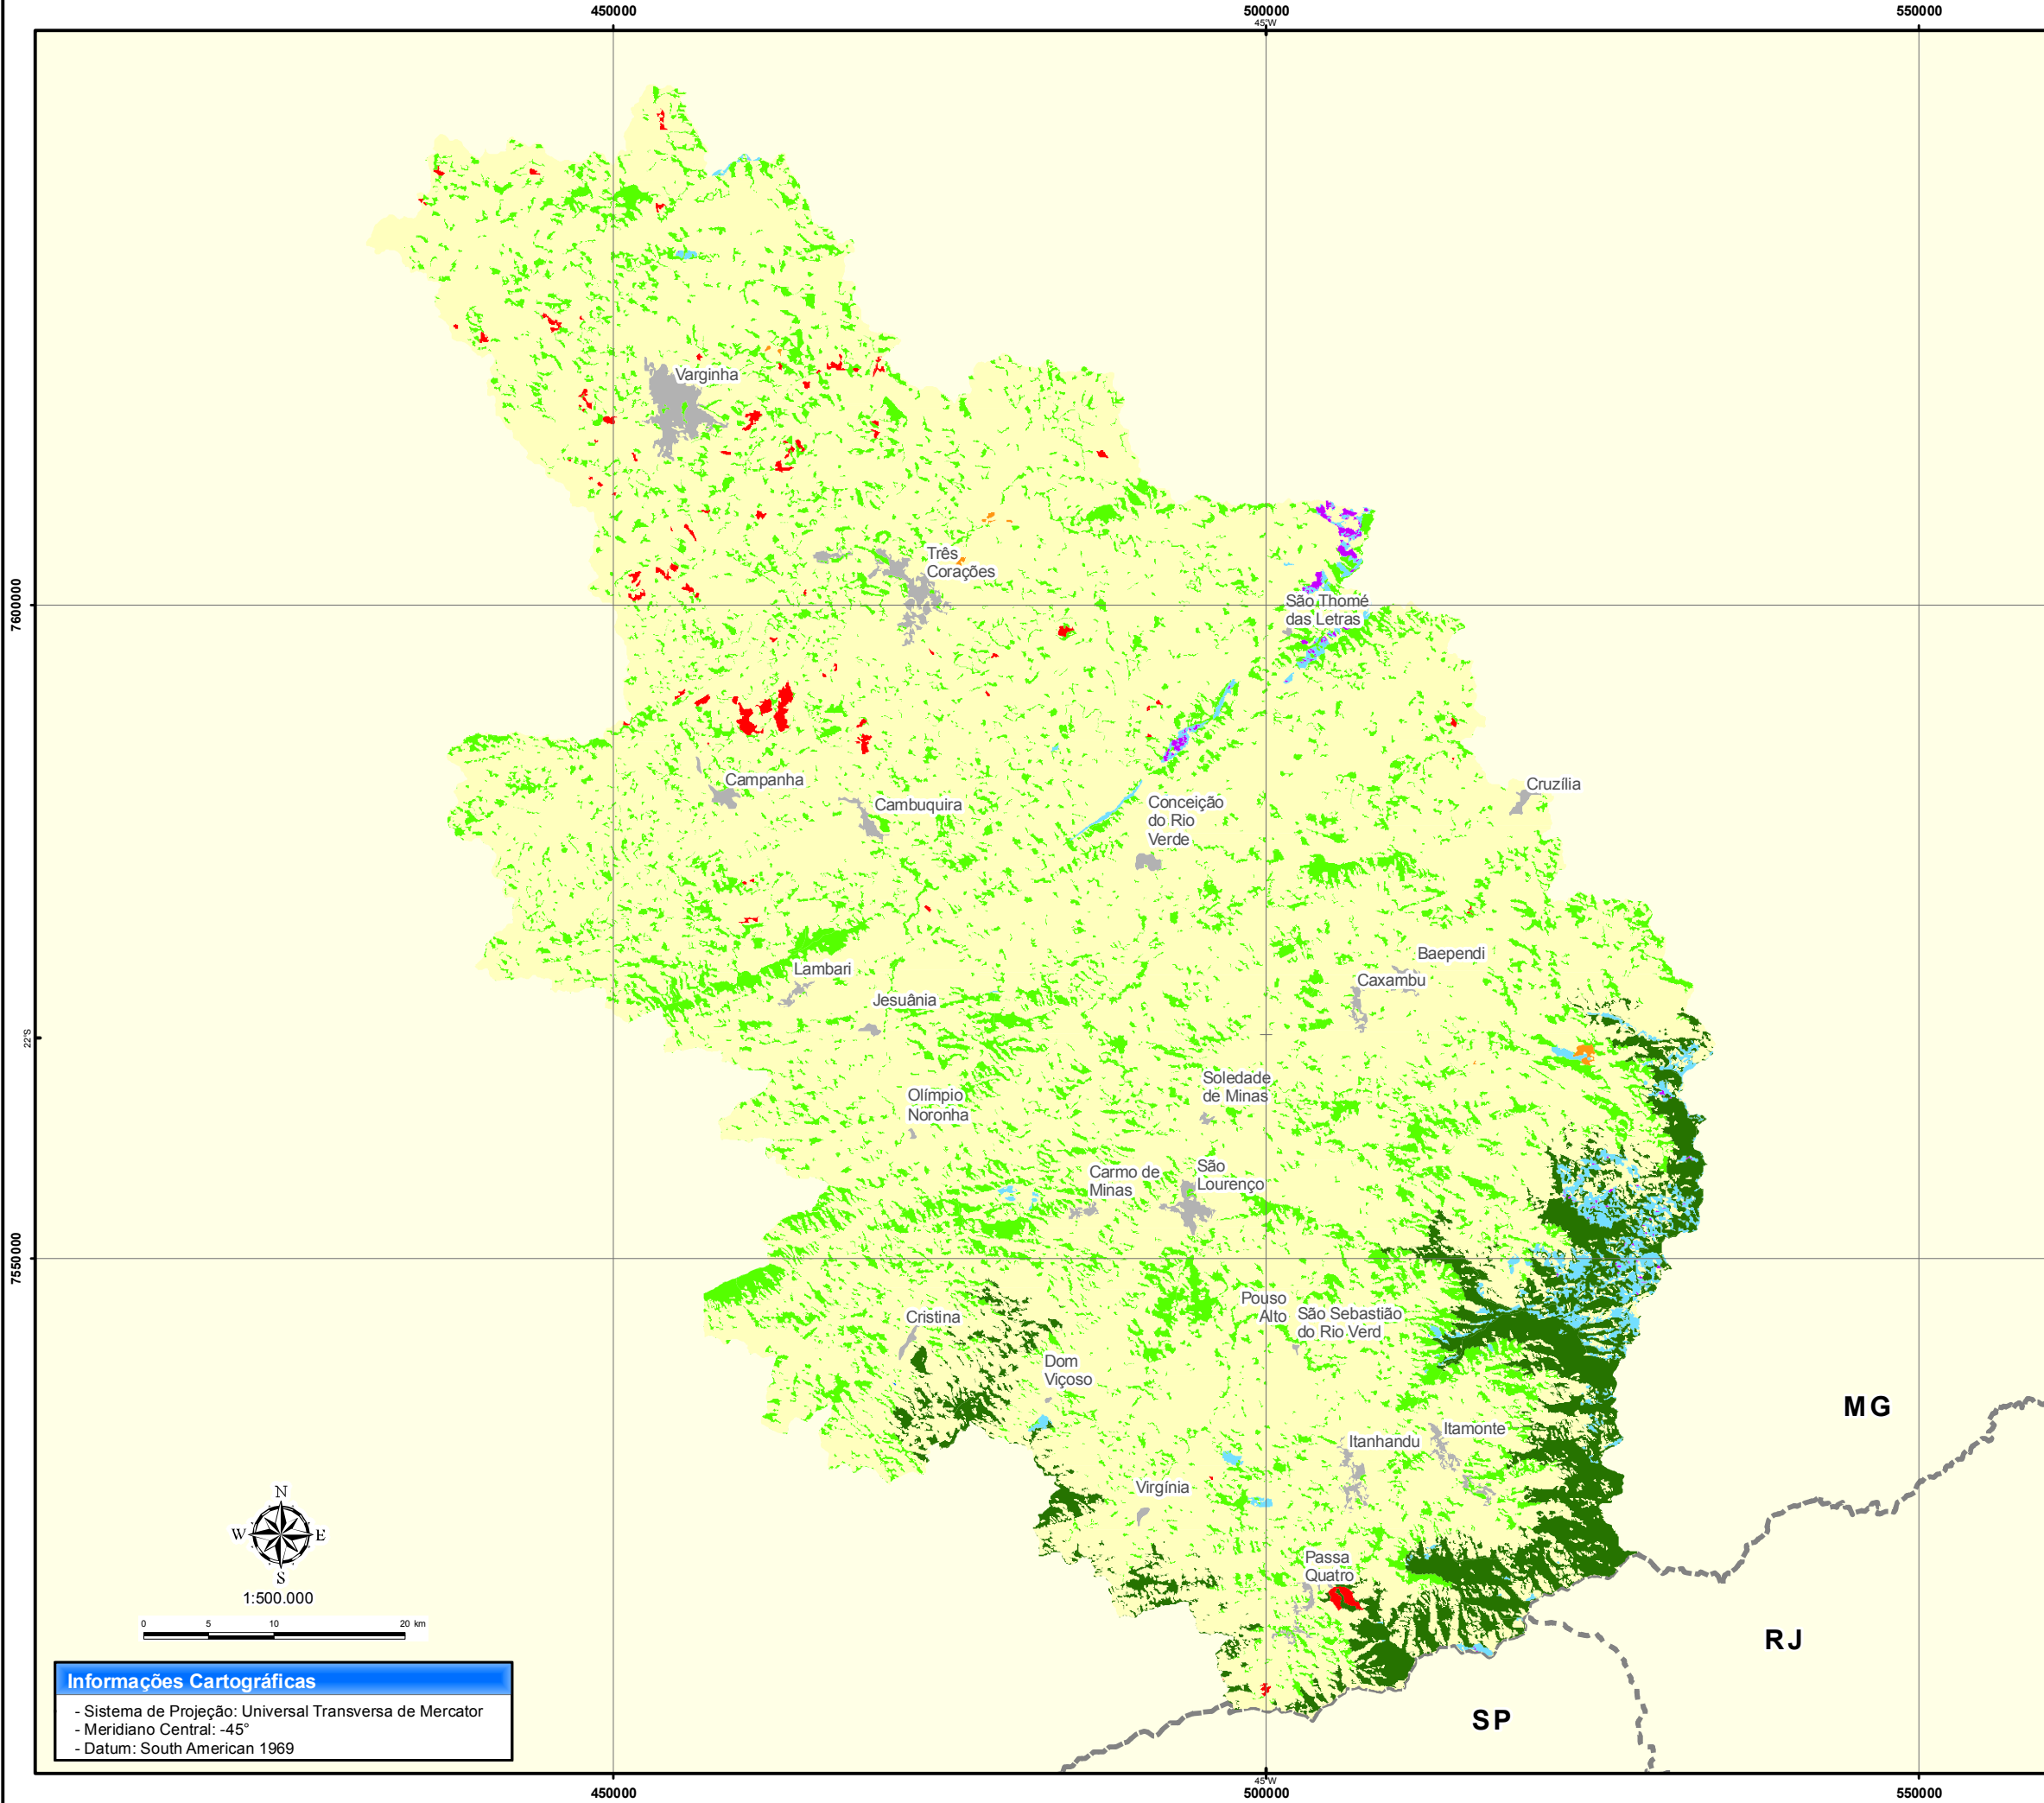 450000
500000
550000
45°W
Varginha
Três
Corações
7600000
São Thomé
das Letras
Campanha
Cambuquira
Conceição
do Rio
Verde
Cruzília
Baependi
Lambari
Caxambu
Jesuânia
22°S
Soledade
de Minas
Olímpio
Noronha
Carmo de
Minas
São
Lourenço
7550000
Pouso
Alto
São Sebastião
do Rio Verd
Cristina
Dom
Viçoso
MG
Itamonte
Itanhandu
Virgínia
N
W
E
S
1:500.000
Passa
Quatro
0 5 10 20 km
RJ
SP
Informações Cartográficas
- Sistema de Projeção: Universal Transversa de Mercator
- Meridiano Central: -45°
- Datum: South American 1969
45°W
450000
500000
550000